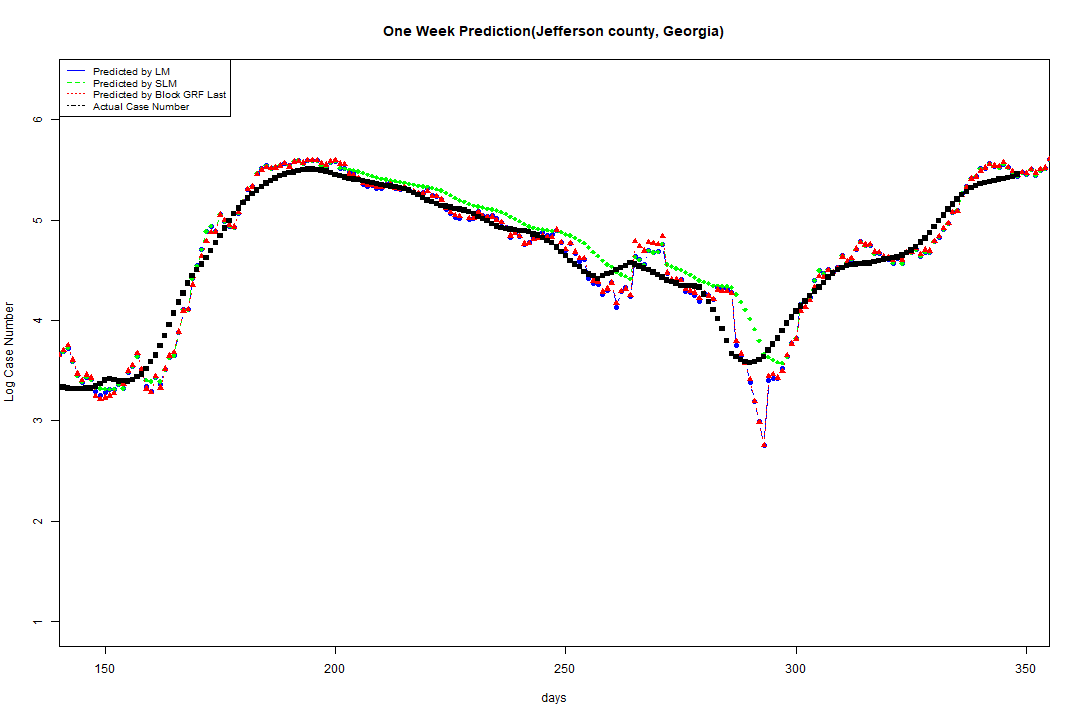 One Week Prediction(Jefferson county, Georgia)
Predicted by LM
Predicted by SLM
Predicted by Block GRF Last
Actual Case Number
6
5
4
3
2
1
Log Case Number
150 200 250 300 350
days